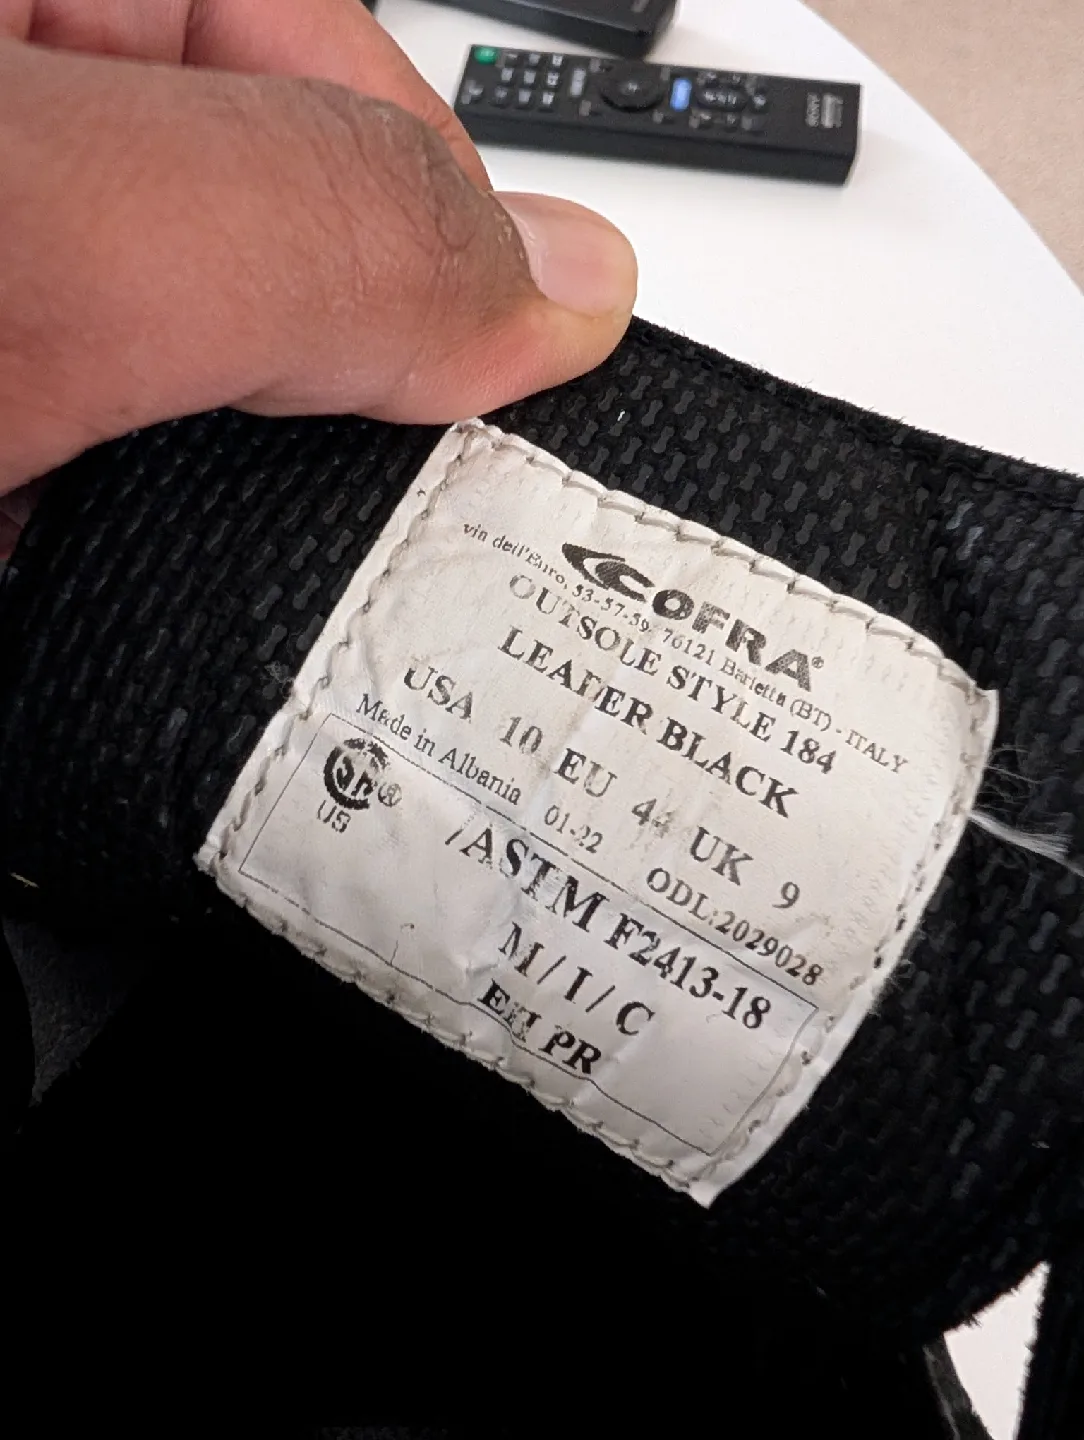 COFRA®
via dell'Euro, 53-57-59, 76121 Barletta (BT) - ITALY
OUTSOLE STYLE 184
LEADER BLACK
USA 10 EU 44 UK 9
Made in Albania 01-22 ODL:2029028
® US
/ASTM F2413-18
M / I / C
EH PR